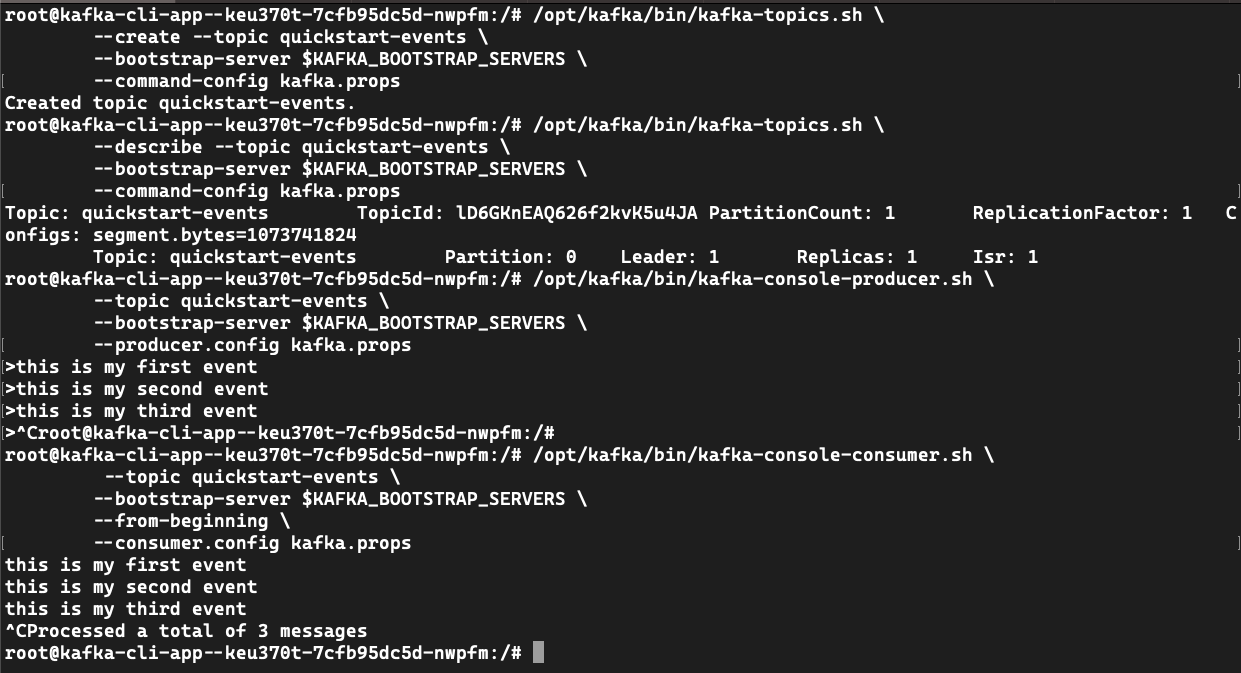 root@kafka-cli-app--keu370t-7cfb95dc5d-nwpfm:/# /opt/kafka/bin/kafka-topics.sh \
        --create --topic quickstart-events \
        --bootstrap-server $KAFKA_BOOTSTRAP_SERVERS \
        --command-config kafka.props
Created topic quickstart-events.
root@kafka-cli-app--keu370t-7cfb95dc5d-nwpfm:/# /opt/kafka/bin/kafka-topics.sh \
        --describe --topic quickstart-events \
        --bootstrap-server $KAFKA_BOOTSTRAP_SERVERS \
        --command-config kafka.props
Topic: quickstart-events        TopicId: lD6GKnEAQ626f2kvK5u4JA PartitionCount: 1       ReplicationFactor: 1   C
onfigs: segment.bytes=1073741824
        Topic: quickstart-events        Partition: 0    Leader: 1       Replicas: 1     Isr: 1
root@kafka-cli-app--keu370t-7cfb95dc5d-nwpfm:/# /opt/kafka/bin/kafka-console-producer.sh \
        --topic quickstart-events \
        --bootstrap-server $KAFKA_BOOTSTRAP_SERVERS \
        --producer.config kafka.props
>this is my first event
>this is my second event
>this is my third event
>^Croot@kafka-cli-app--keu370t-7cfb95dc5d-nwpfm:/#
root@kafka-cli-app--keu370t-7cfb95dc5d-nwpfm:/# /opt/kafka/bin/kafka-console-consumer.sh \
         --topic quickstart-events \
        --bootstrap-server $KAFKA_BOOTSTRAP_SERVERS \
        --from-beginning \
        --consumer.config kafka.props
this is my first event
this is my second event
this is my third event
^CProcessed a total of 3 messages
root@kafka-cli-app--keu370t-7cfb95dc5d-nwpfm:/#